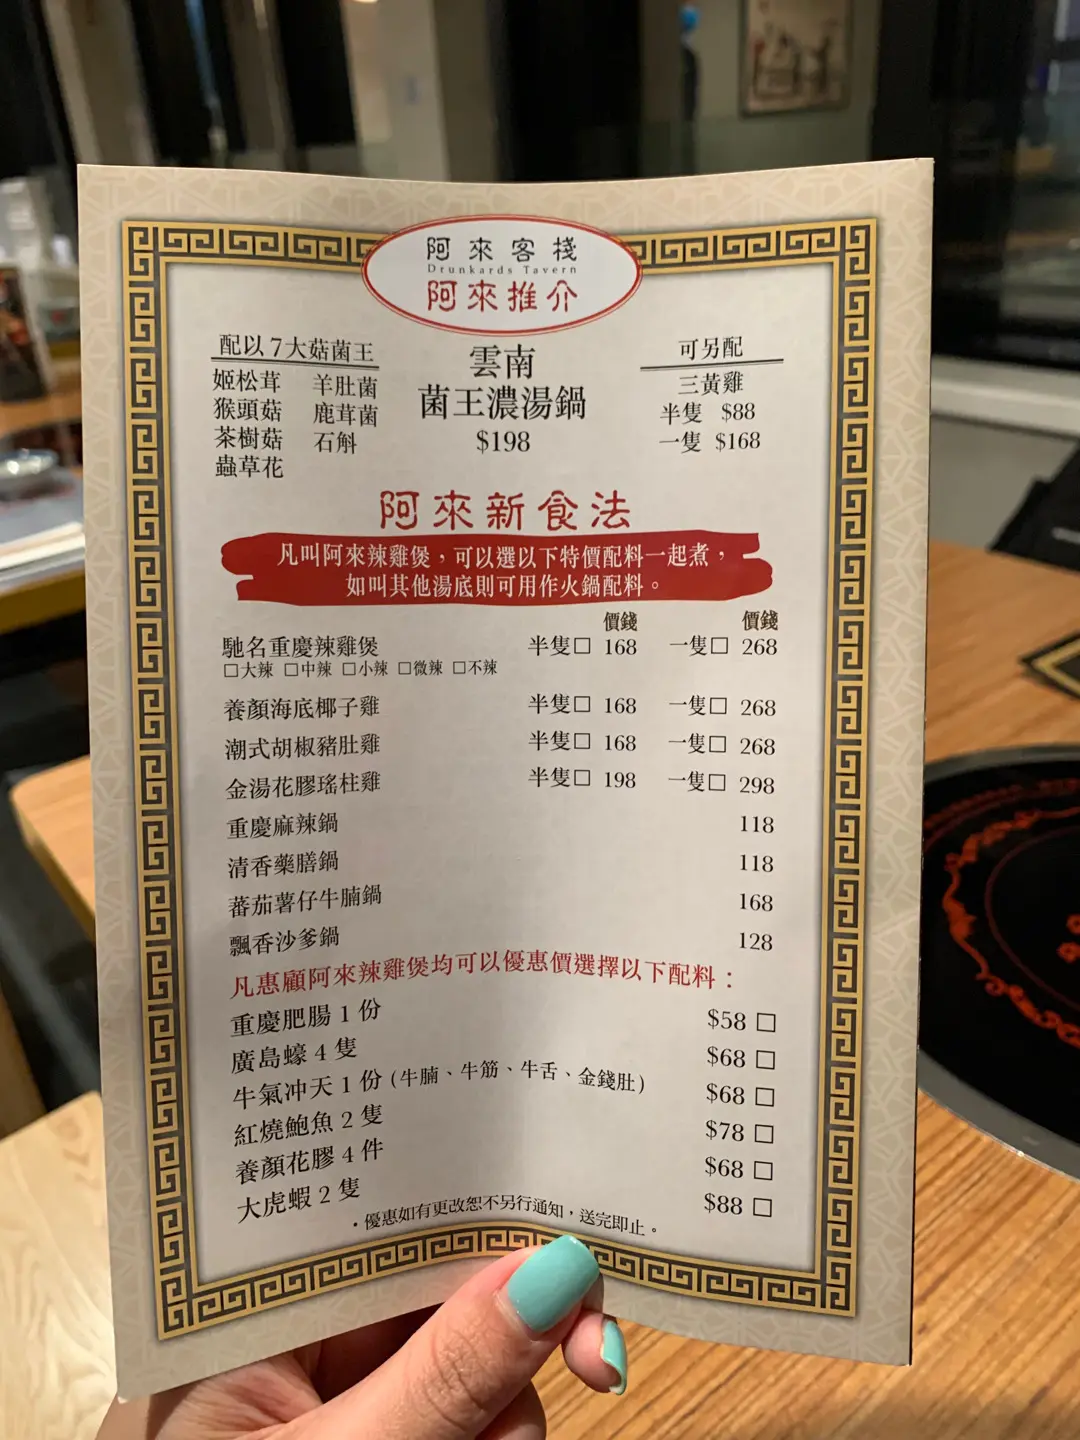 阿來客棧
Drunkards Tavern
阿來推介
配以7大菇菌王
姬松茸 羊肚菌
猴頭菇 鹿茸菌
茶樹菇 石斛
蟲草花
雲南
菌王濃湯鍋
$198
可另配
三黃雞
半隻 $88
一隻 $168
阿來新食法
凡叫阿來辣雞煲，可以選以下特價配料一起煮，
如叫其他湯底則可用作火鍋配料。
價錢 價錢
馳名重慶辣雞煲 半隻☐ 168 一隻☐ 268
☐大辣 ☐中辣 ☐小辣 ☐微辣 ☐不辣
養顏海底椰子雞 半隻☐ 168 一隻☐ 268
潮式胡椒豬肚雞 半隻☐ 168 一隻☐ 268
金湯花膠瑤柱雞 半隻☐ 198 一隻☐ 298
重慶麻辣鍋 118
清香藥膳鍋 118
蕃茄薯仔牛腩鍋 168
飄香沙爹鍋 128
凡惠顧阿來辣雞煲均可以優惠價選擇以下配料：
重慶肥腸1份 $58 ☐
廣島蠔4隻 $68 ☐
牛氣冲天1份(牛腩、牛筋、牛舌、金錢肚) $68 ☐
紅燒鮑魚2隻 $78 ☐
養顏花膠4件 $68 ☐
大虎蝦2隻 $88 ☐
·優惠如有更改恕不另行通知，送完即止。